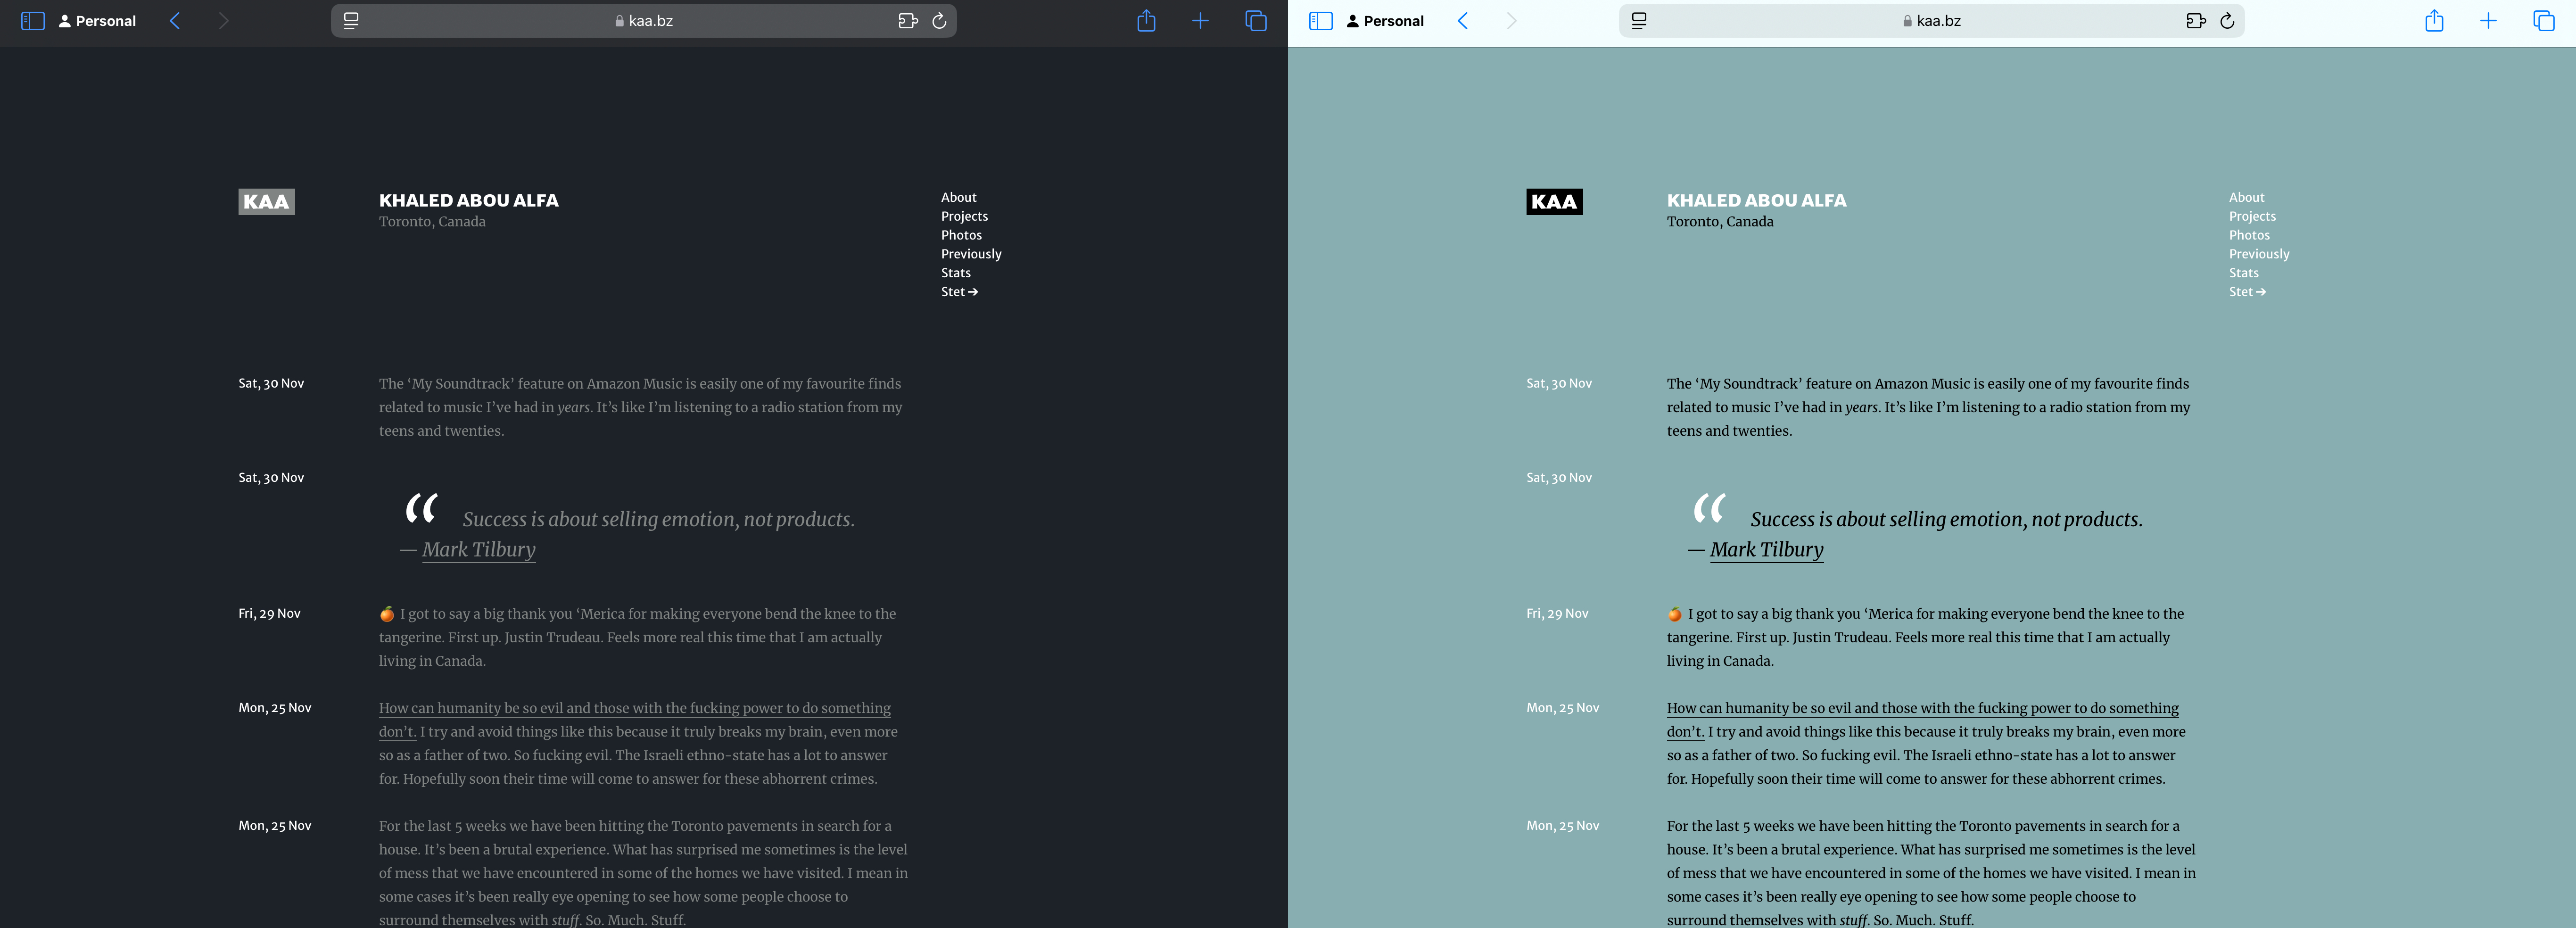 Personal
kaa.bz
KAA
KHALED ABOU ALFA
Toronto, Canada
About
Projects
Photos
Previously
Stats
Stet →
Sat, 30 Nov
The ‘My Soundtrack’ feature on Amazon Music is easily one of my favourite finds
related to music I’ve had in years. It’s like I’m listening to a radio station from my
teens and twenties.
Sat, 30 Nov
“ Success is about selling emotion, not products.
— Mark Tilbury
Fri, 29 Nov
🍊 I got to say a big thank you ‘Merica for making everyone bend the knee to the
tangerine. First up. Justin Trudeau. Feels more real this time that I am actually
living in Canada.
Mon, 25 Nov
How can humanity be so evil and those with the fucking power to do something
don’t. I try and avoid things like this because it truly breaks my brain, even more
so as a father of two. So fucking evil. The Israeli ethno-state has a lot to answer
for. Hopefully soon their time will come to answer for these abhorrent crimes.
Mon, 25 Nov
For the last 5 weeks we have been hitting the Toronto pavements in search for a
house. It’s been a brutal experience. What has surprised me sometimes is the level
of mess that we have encountered in some of the homes we have visited. I mean in
some cases it’s been really eye opening to see how some people choose to
surround themselves with stuff. So. Much. Stuff.
Personal
kaa.bz
KAA
KHALED ABOU ALFA
Toronto, Canada
About
Projects
Photos
Previously
Stats
Stet →
Sat, 30 Nov
The ‘My Soundtrack’ feature on Amazon Music is easily one of my favourite finds
related to music I’ve had in years. It’s like I’m listening to a radio station from my
teens and twenties.
Sat, 30 Nov
“ Success is about selling emotion, not products.
— Mark Tilbury
Fri, 29 Nov
🍊 I got to say a big thank you ‘Merica for making everyone bend the knee to the
tangerine. First up. Justin Trudeau. Feels more real this time that I am actually
living in Canada.
Mon, 25 Nov
How can humanity be so evil and those with the fucking power to do something
don’t. I try and avoid things like this because it truly breaks my brain, even more
so as a father of two. So fucking evil. The Israeli ethno-state has a lot to answer
for. Hopefully soon their time will come to answer for these abhorrent crimes.
Mon, 25 Nov
For the last 5 weeks we have been hitting the Toronto pavements in search for a
house. It’s been a brutal experience. What has surprised me sometimes is the level
of mess that we have encountered in some of the homes we have visited. I mean in
some cases it’s been really eye opening to see how some people choose to
surround themselves with stuff. So. Much. Stuff.